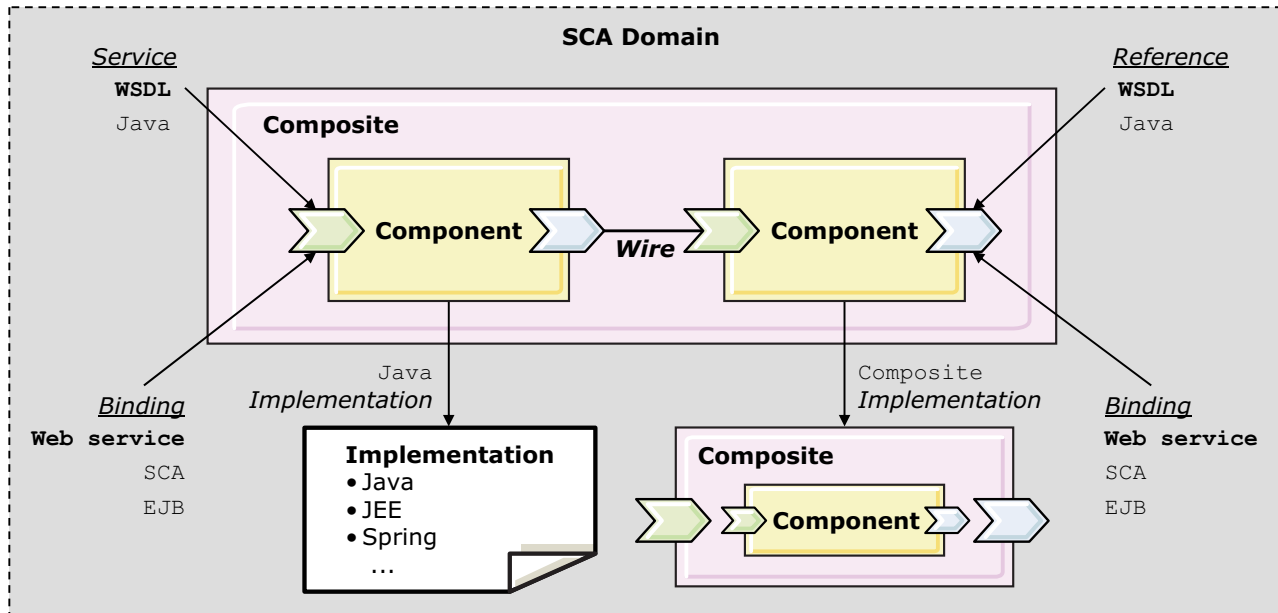 SCA Domain
Service
WSDL
Java
Reference
WSDL
Java
Composite
Component
Wire
Component
Binding
Web service
SCA
EJB
Java
Implementation
Composite
Implementation
Binding
Web service
SCA
EJB
Implementation
• Java
• JEE
• Spring
...
Composite
Component